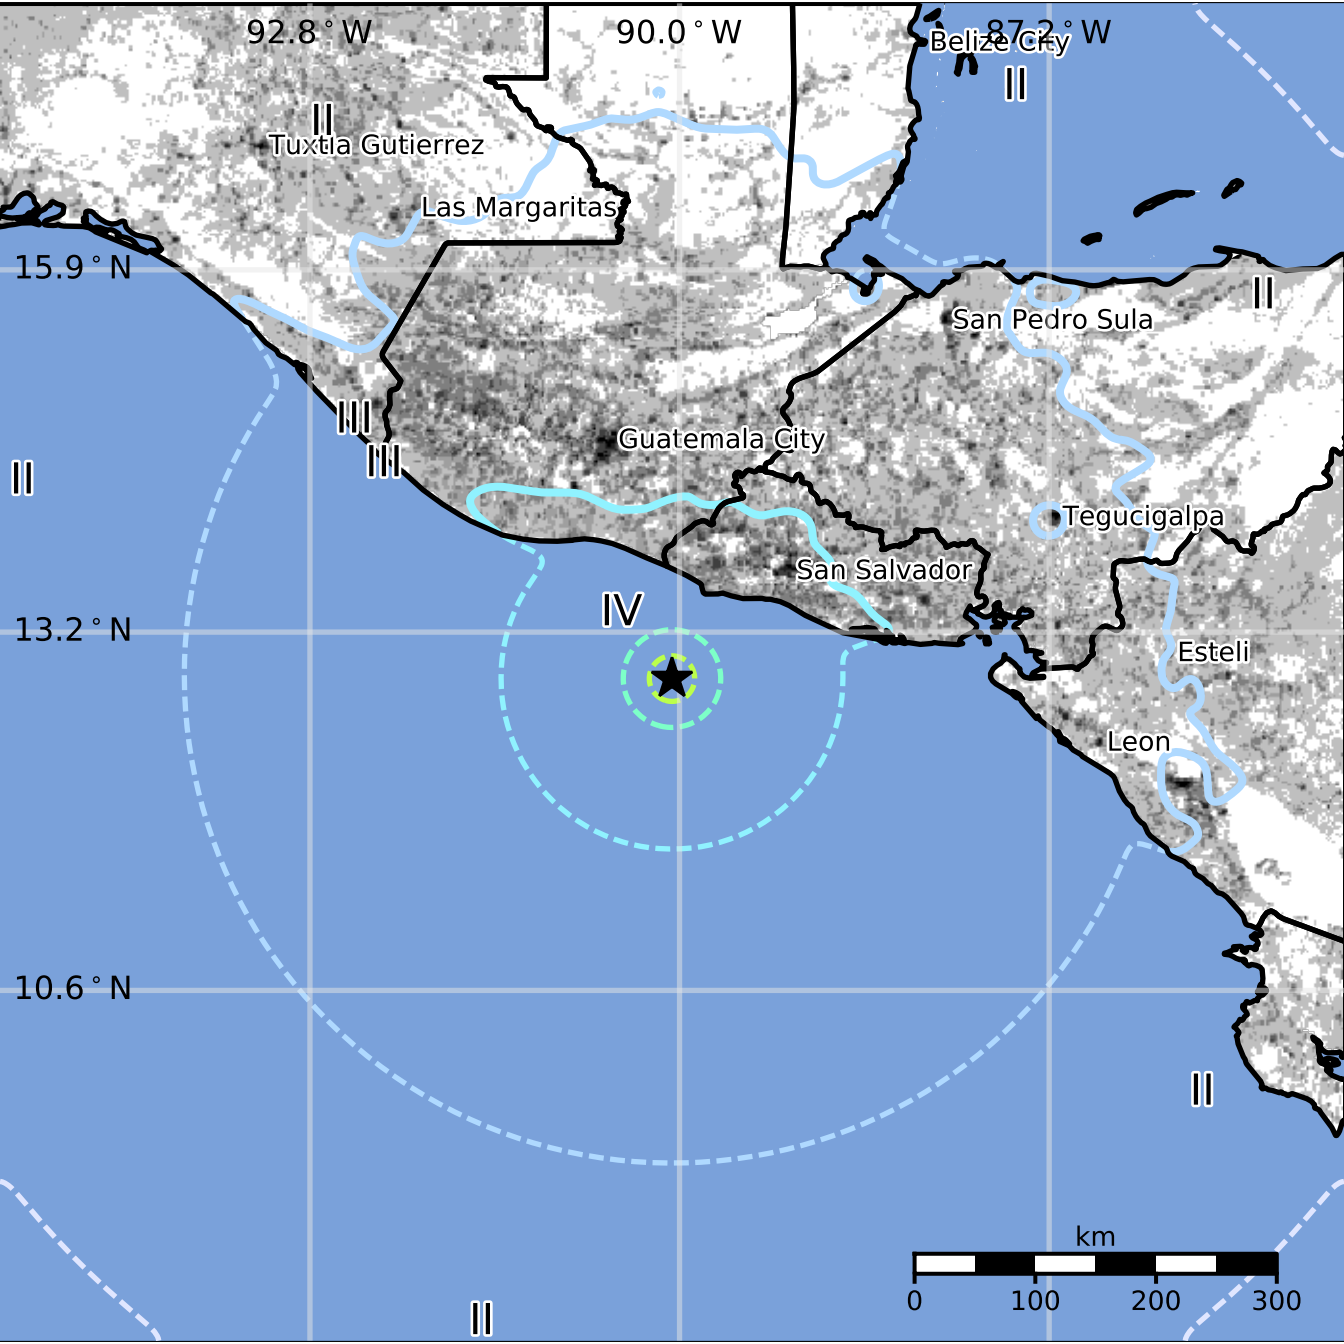 92.8°W
90.0°W
87.2°W
Belize City
II
II
Tuxtla Gutierrez
Las Margaritas
15.9°N
II
San Pedro Sula
III
Guatemala City
III
II
Tegucigalpa
San Salvador
IV
13.2°N
Esteli
Leon
10.6°N
II
km
0 100 200 300
II